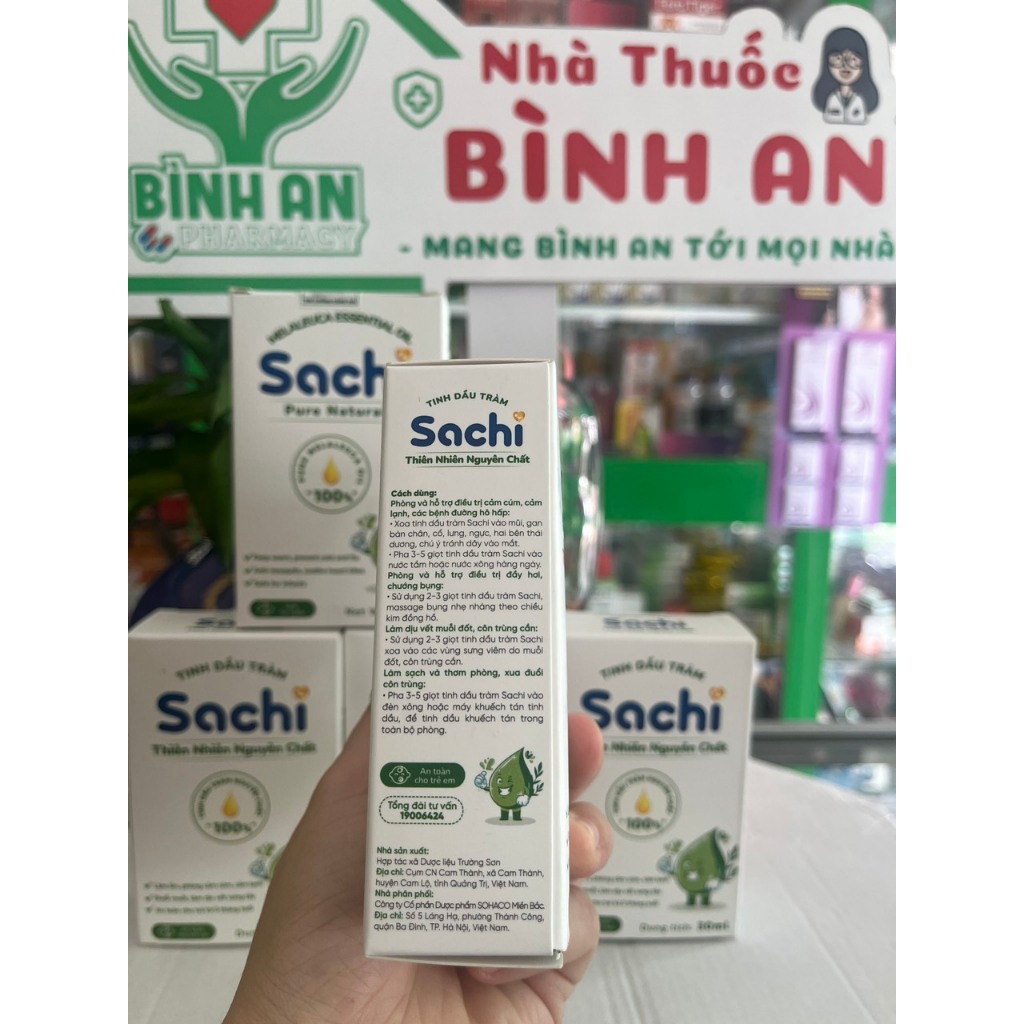 Nhà Thuốc
BÌNH AN
- MANG BÌNH AN TỚI MỌI NHÀ
BÌNH AN
PHARMACY
MELALEUCA ESSENTIAL OIL
Sachi
Pure Nature
100%
TINH DẦU TRÀM
Sachi
Thiên Nhiên Nguyên Chất
Cách dùng:
Phòng và hỗ trợ điều trị cảm cúm, cảm
lạnh, các bệnh đường hô hấp:
• Xoa tinh dầu tràm Sachi vào mũi, gan
bàn chân, cổ, lưng, ngực, hai bên thái
dương, chú ý tránh dây vào mắt.
• Pha 3-5 giọt tinh dầu tràm Sachi vào
nước tắm hoặc nước xông hàng ngày.
Phòng và hỗ trợ điều trị đầy hơi,
chướng bụng:
• Sử dụng 2-3 giọt tinh dầu tràm Sachi,
massage bụng nhẹ nhàng theo chiều
kim đồng hồ.
Làm dịu vết muỗi đốt, côn trùng cắn:
• Sử dụng 2-3 giọt tinh dầu tràm Sachi
xoa vào các vùng sưng viêm do muỗi
đốt, côn trùng cắn.
Làm sạch và thơm phòng, xua đuổi
côn trùng:
• Pha 3-5 giọt tinh dầu tràm Sachi vào
đèn xông hoặc máy khuếch tán tinh
dầu, để tinh dầu khuếch tán trong
toàn bộ phòng.
An toàn
cho trẻ em
Tổng đài tư vấn
19006424
Nhà sản xuất:
Hợp tác xã Dược liệu Trường Sơn
Địa chỉ: Cụm CN Cam Thành, xã Cam Thành,
huyện Cam Lộ, tỉnh Quảng Trị, Việt Nam.
Nhà phân phối:
Công ty Cổ phần Dược phẩm SOHACO Miền Bắc.
Địa chỉ: Số 5 Láng Hạ, phường Thành Công,
quận Ba Đình, TP. Hà Nội, Việt Nam.
TINH DẦU TRÀM
Sachi
Thiên Nhiên Nguyên Chất
100%
Sachi
TINH DẦU TRÀM
Sachi
Thiên Nhiên Nguyên Chất
100%
Dung tích: 30ml